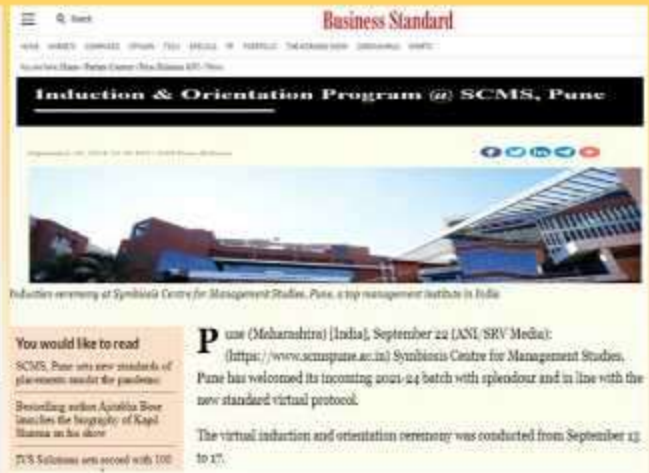 Business Standard
Induction & Orientation Program @ SCMS, Pune
Induction ceremony at Symbiosis Centre for Management Studies, Pune, a top management institute in India
You would like to read
SCMS, Pune sets new standards of
placements amidst the pandemic
Bestselling author Ajitabha Bose
launches the biography of Kapil
Sharma on his show
TVS Solutions sets record with 100
Pune (Maharashtra) [India], September 22 (ANI/SRV Media):
(https://www.scmspune.ac.in) Symbiosis Centre for Management Studies,
Pune has welcomed its incoming 2021-24 batch with splendour and in line with the
new standard virtual protocol.
The virtual induction and orientation ceremony was conducted from September 13
to 17.